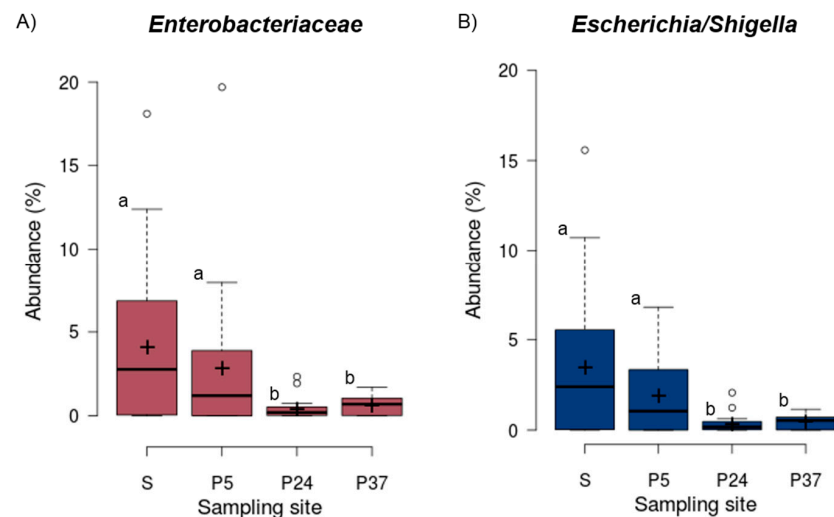 A)
Enterobacteriaceae
20
15
10
5
0
Abundance (%)
a
a
b
b
S P5 P24 P37
Sampling site
B)
Escherichia/Shigella
20
15
10
5
0
Abundance (%)
a
a
b
b
S P5 P24 P37
Sampling site